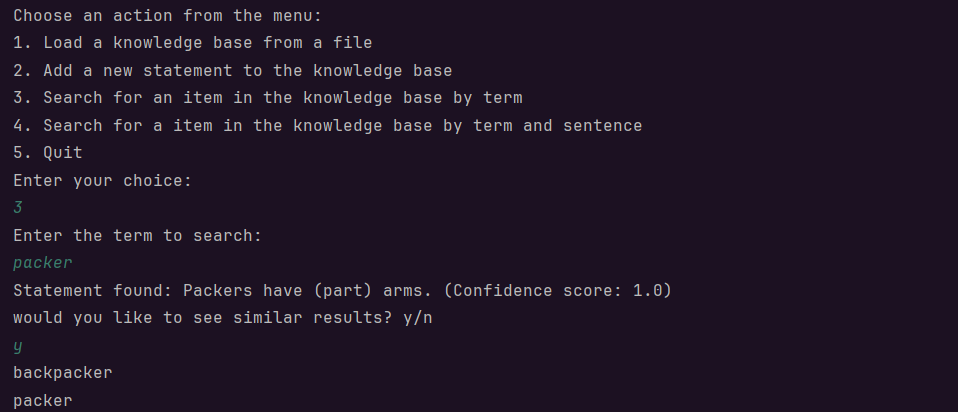 Choose an action from the menu:
1. Load a knowledge base from a file
2. Add a new statement to the knowledge base
3. Search for an item in the knowledge base by term
4. Search for a item in the knowledge base by term and sentence
5. Quit
Enter your choice:
3
Enter the term to search:
packer
Statement found: Packers have (part) arms. (Confidence score: 1.0)
would you like to see similar results? y/n
y
backpacker
packer